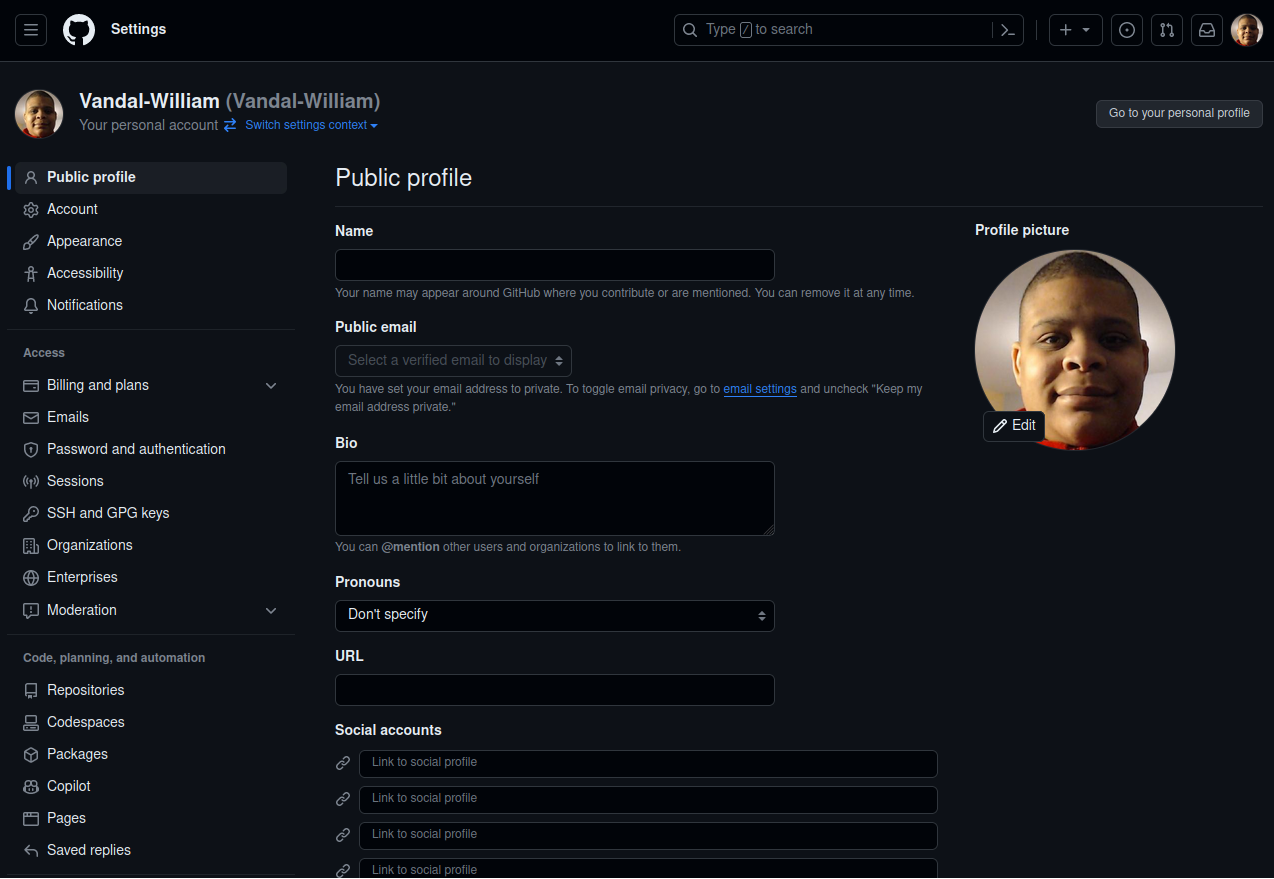 Settings
Type / to search
Vandal-William (Vandal-William)
Your personal account Switch settings context
Go to your personal profile
Public profile
Account
Appearance
Accessibility
Notifications
Access
Billing and plans
Emails
Password and authentication
Sessions
SSH and GPG keys
Organizations
Enterprises
Moderation
Code, planning, and automation
Repositories
Codespaces
Packages
Copilot
Pages
Saved replies
Public profile
Name
Your name may appear around GitHub where you contribute or are mentioned. You can remove it at any time.
Public email
Select a verified email to display
You have set your email address to private. To toggle email privacy, go to email settings and uncheck "Keep my
email address private."
Bio
Tell us a little bit about yourself
You can @mention other users and organizations to link to them.
Pronouns
Don't specify
URL
Social accounts
Link to social profile
Link to social profile
Link to social profile
Link to social profile
Profile picture
Edit